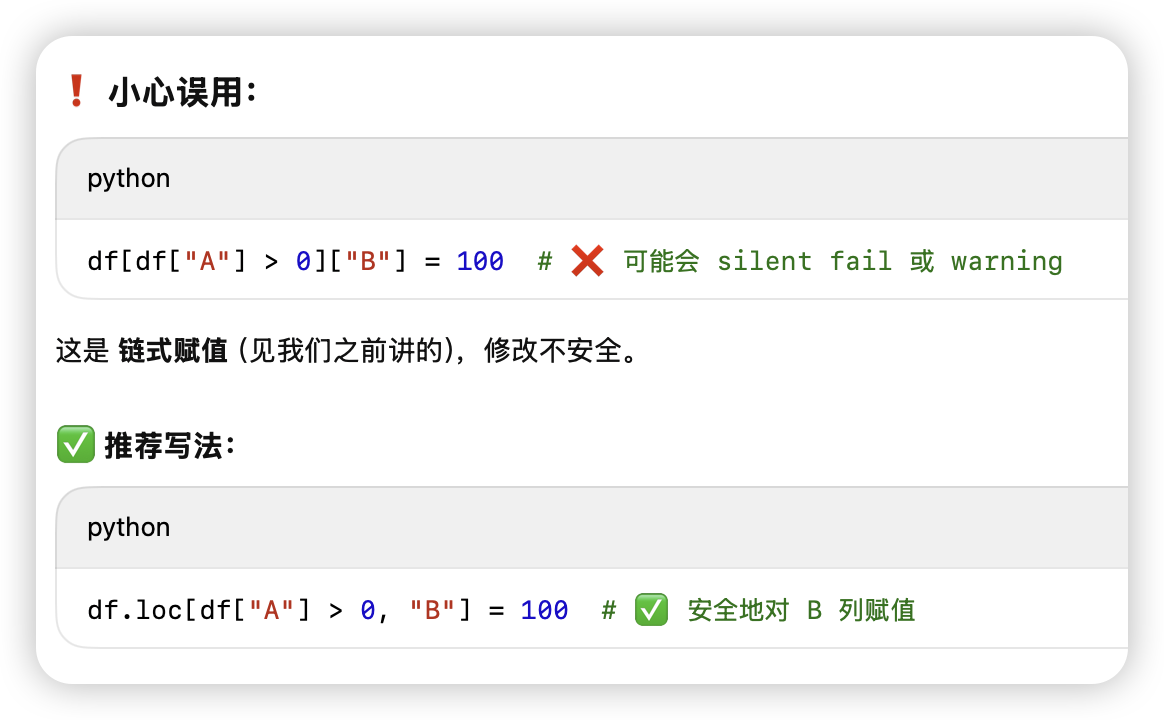 ❗ 小心误用：
python
df[df["A"] > 0]["B"] = 100  # ❌ 可能会 silent fail 或 warning
这是 链式赋值 (见我们之前讲的)，修改不安全。
✅ 推荐写法：
python
df.loc[df["A"] > 0, "B"] = 100  # ✅ 安全地对 B 列赋值